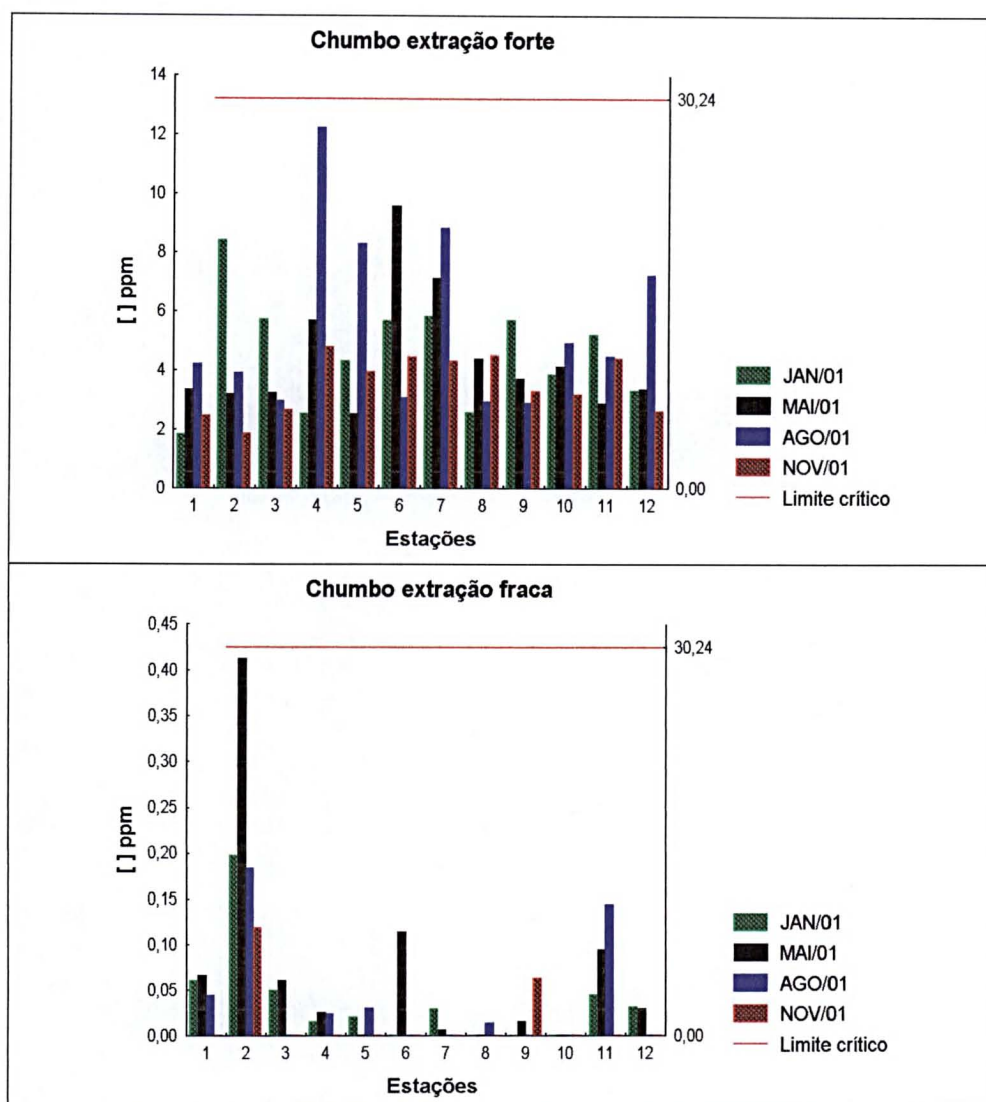 Chumbo extração forte
14
12
10
8
6
4
2
0
[ ] ppm
30,24
0,00
1 2 3 4 5 6 7 8 9 10 11 12
Estações
JAN/01
MAI/01
AGO/01
NOV/01
Limite crítico
Chumbo extração fraca
0,45
0,40
0,35
0,30
0,25
0,20
0,15
0,10
0,05
0,00
[ ] ppm
30,24
0,00
1 2 3 4 5 6 7 8 9 10 11 12
Estações
JAN/01
MAI/01
AGO/01
NOV/01
Limite crítico